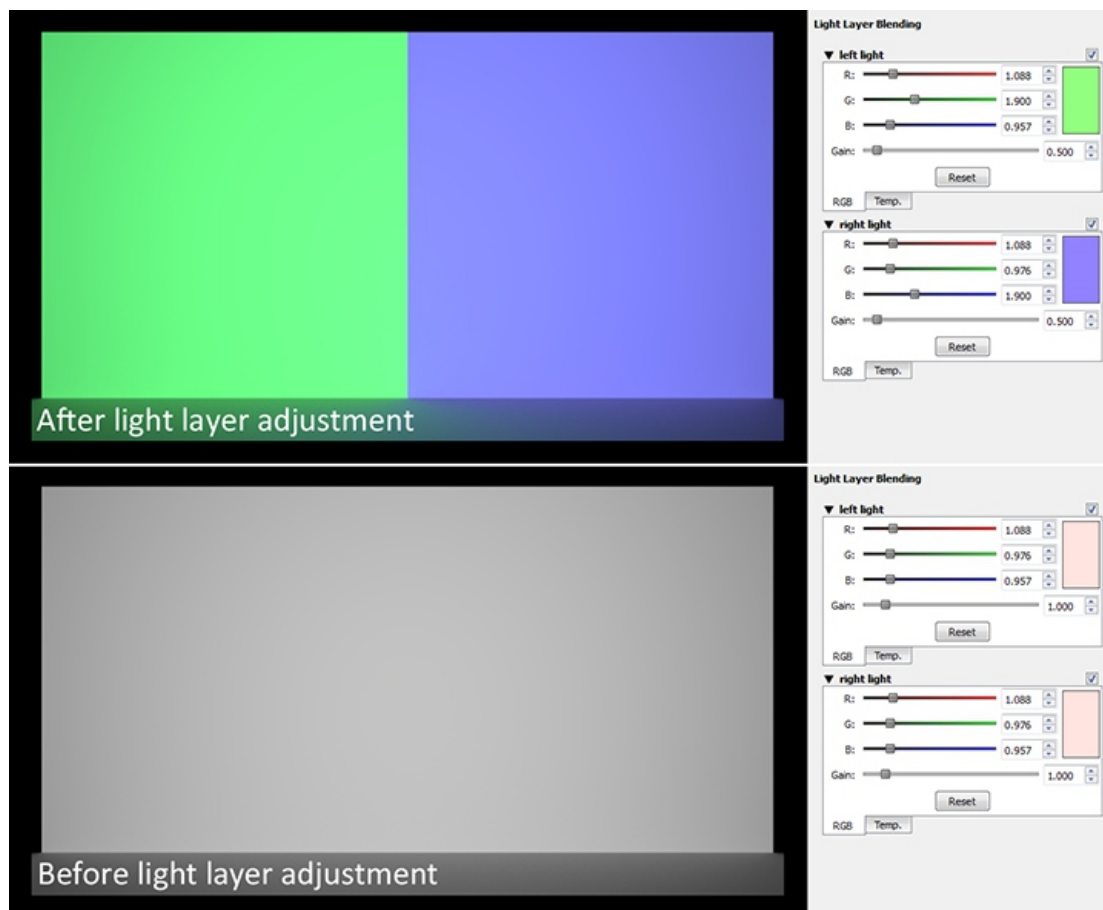 Light Layer Blending
▼ left light
R: 1.088
G: 1.900
B: 0.957
Gain: 0.500
Reset
RGB Temp.
▼ right light
R: 1.088
G: 0.976
B: 1.900
Gain: 0.500
Reset
RGB Temp.
After light layer adjustment
Light Layer Blending
▼ left light
R: 1.088
G: 0.976
B: 0.957
Gain: 1.000
Reset
RGB Temp.
▼ right light
R: 1.088
G: 0.976
B: 0.957
Gain: 1.000
Reset
RGB Temp.
Before light layer adjustment